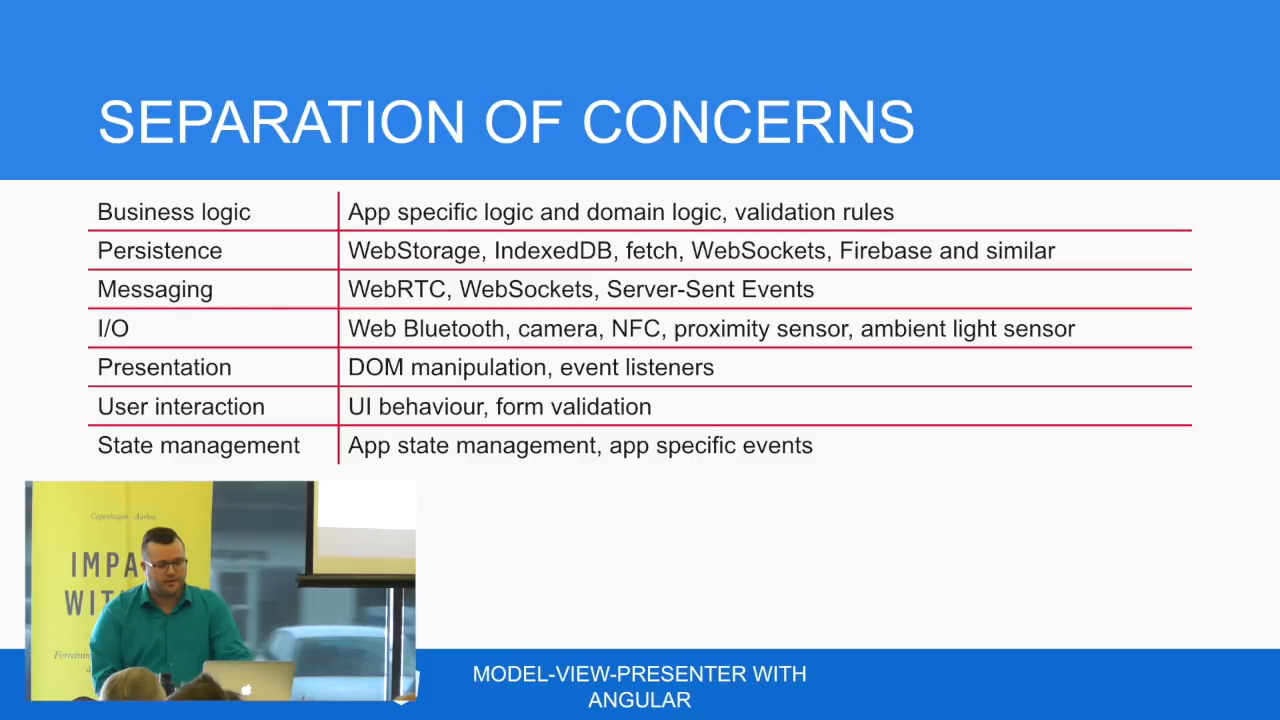 SEPARATION OF CONCERNS
Business logic App specific logic and domain logic, validation rules
Persistence WebStorage, IndexedDB, fetch, WebSockets, Firebase and similar
Messaging WebRTC, WebSockets, Server-Sent Events
I/O Web Bluetooth, camera, NFC, proximity sensor, ambient light sensor
Presentation DOM manipulation, event listeners
User interaction UI behaviour, form validation
State management App state management, app specific events
Copenhagen · Aarhus
IMPA
WIT
MODEL-VIEW-PRESENTER WITH
ANGULAR